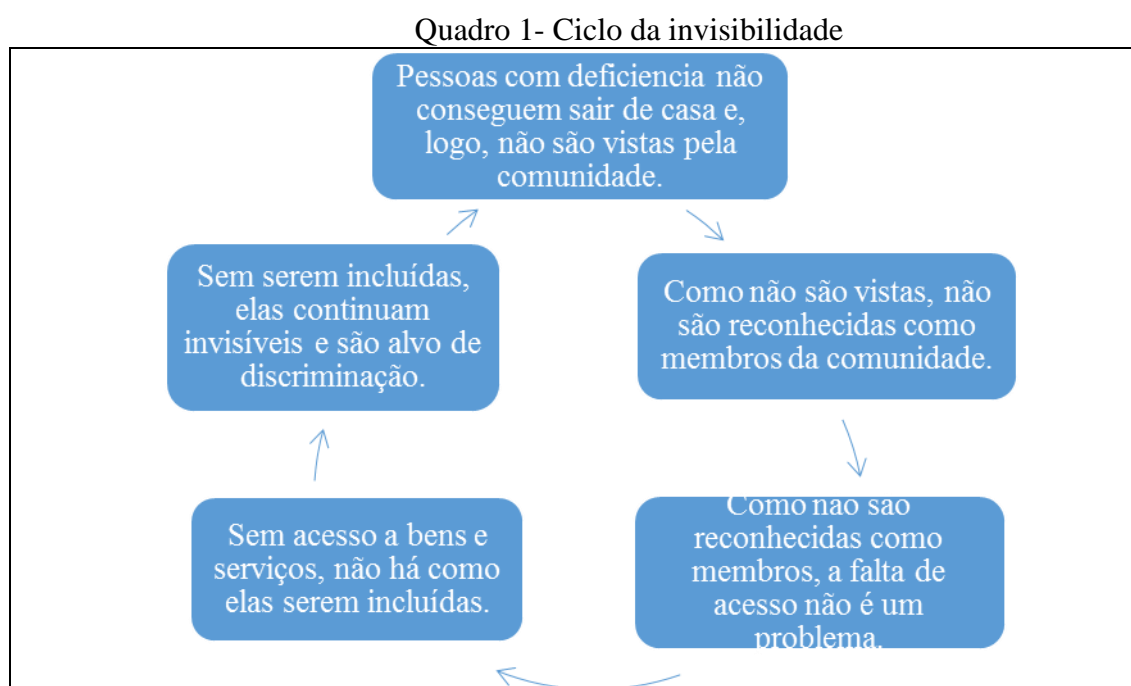 Quadro 1- Ciclo da invisibilidade
Pessoas com deficiencia não
conseguem sair de casa e,
logo, não são vistas pela
comunidade.
Como não são vistas, não
são reconhecidas como
membros da comunidade.
Como não são
reconhecidas como
membros, a falta de
acesso não é um
problema.
Sem acesso a bens e
serviços, não há como
elas serem incluídas.
Sem serem incluídas,
elas continuam
invisíveis e são alvo de
discriminação.